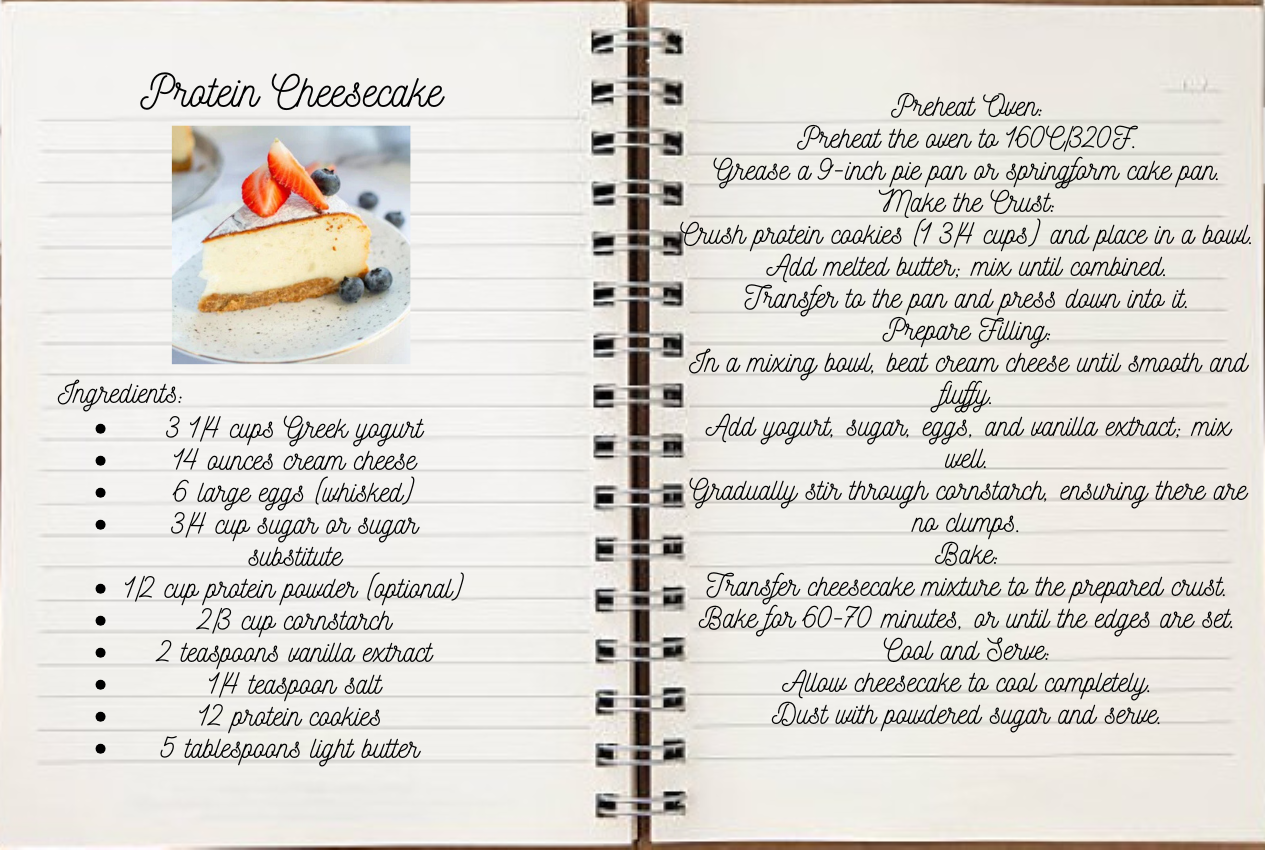 Protein Cheesecake
Ingredients:
• 3 1/4 cups Greek yogurt
• 14 ounces cream cheese
• 6 large eggs (whisked)
• 3/4 cup sugar or sugar
substitute
• 1/2 cup protein powder (optional)
• 2/3 cup cornstarch
• 2 teaspoons vanilla extract
• 1/4 teaspoon salt
• 12 protein cookies
• 5 tablespoons light butter
Preheat Oven:
Preheat the oven to 160C/320F.
Grease a 9-inch pie pan or springform cake pan.
Make the Crust:
Crush protein cookies (1 3/4 cups) and place in a bowl.
Add melted butter; mix until combined.
Transfer to the pan and press down into it.
Prepare Filling:
In a mixing bowl, beat cream cheese until smooth and
fluffy.
Add yogurt, sugar, eggs, and vanilla extract; mix
well.
Gradually stir through cornstarch, ensuring there are
no clumps.
Bake:
Transfer cheesecake mixture to the prepared crust.
Bake for 60-70 minutes, or until the edges are set.
Cool and Serve:
Allow cheesecake to cool completely.
Dust with powdered sugar and serve.